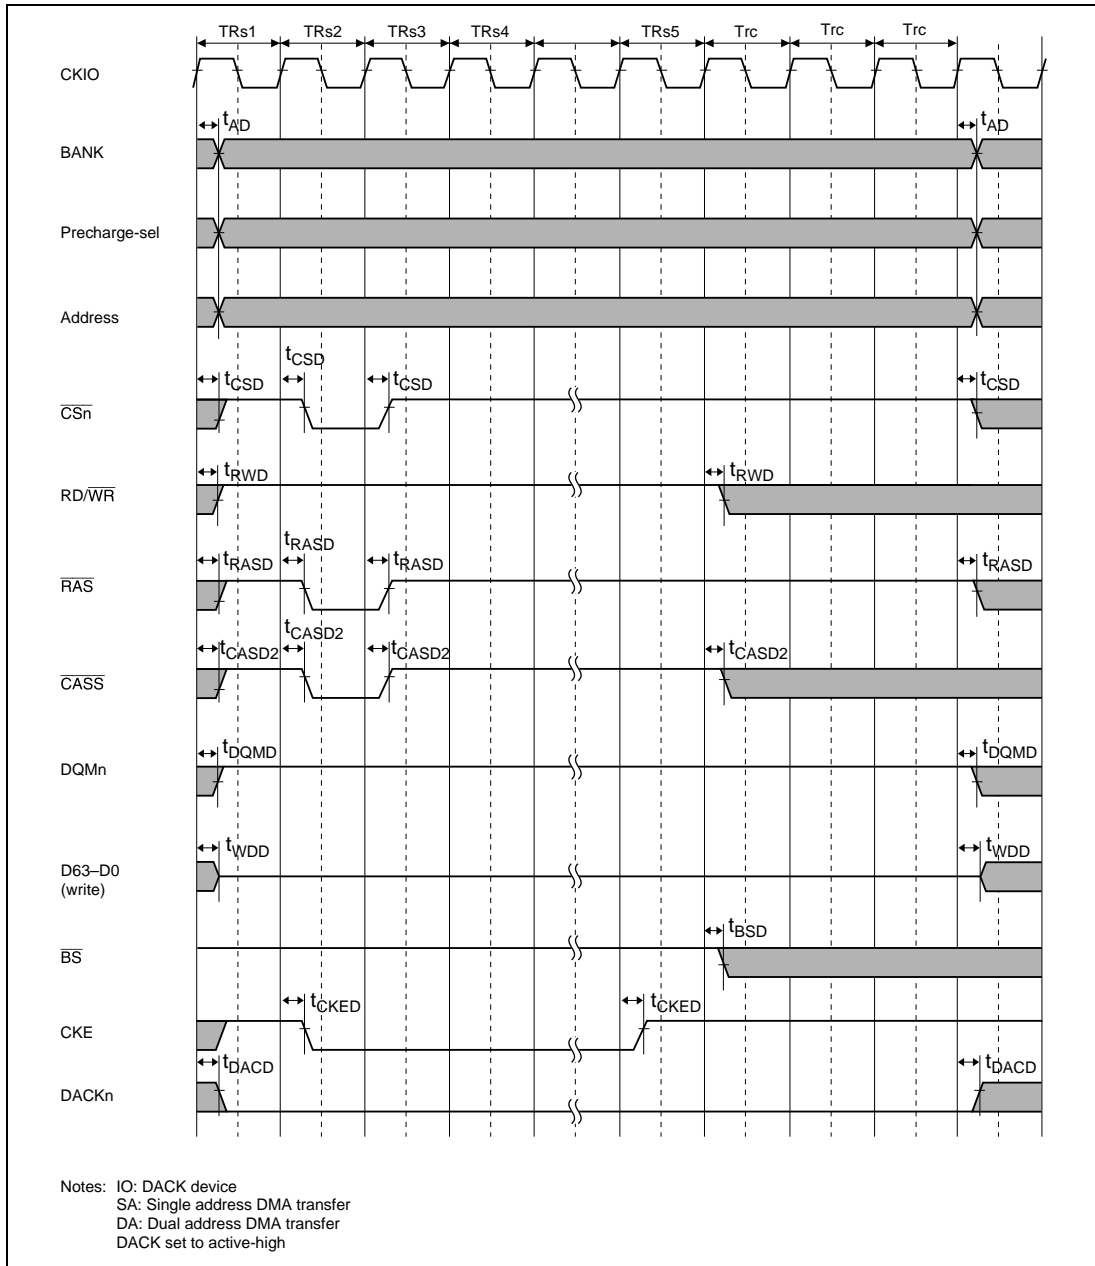 TRs1 TRs2 TRs3 TRs4 TRs5 Trc Trc Trc
CKIO
tAD tAD
BANK
Precharge-sel
Address
tCSD
tCSD tCSD tCSD
CSn
tRWD tRWD
RD/WR
tRASD
tRASD tRASD tRASD
RAS
tCASD2
tCASD2 tCASD2 tCASD2
CASS
tDQMD tDQMD
DQMn
tWDD tWDD
D63–D0
(write)
tBSD
BS
tCKED tCKED
CKE
tDACD tDACD
DACKn
Notes: IO: DACK device
SA: Single address DMA transfer
DA: Dual address DMA transfer
DACK set to active-high